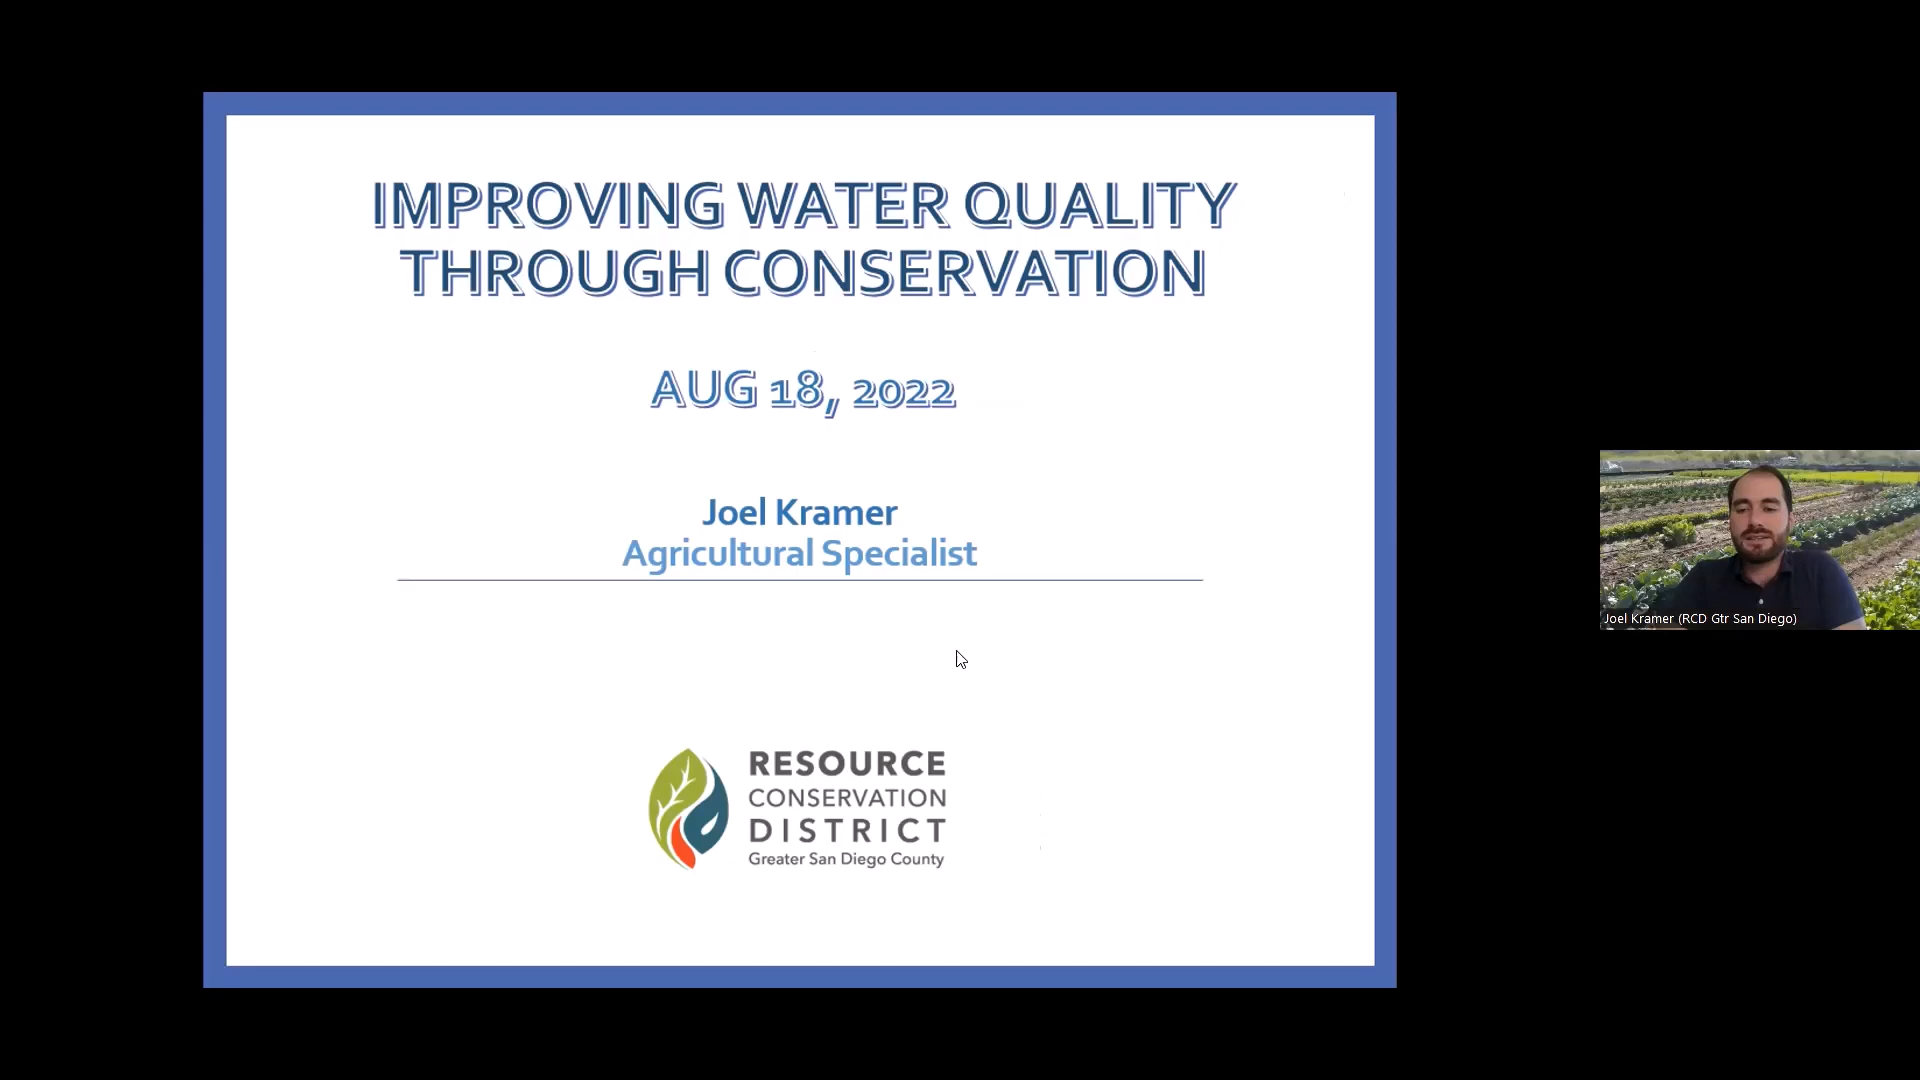 IMPROVING WATER QUALITY
THROUGH CONSERVATION
AUG 18, 2022
Joel Kramer
Agricultural Specialist
RESOURCE
CONSERVATION
DISTRICT
Greater San Diego County
Joel Kramer (RCD Gtr San Diego)